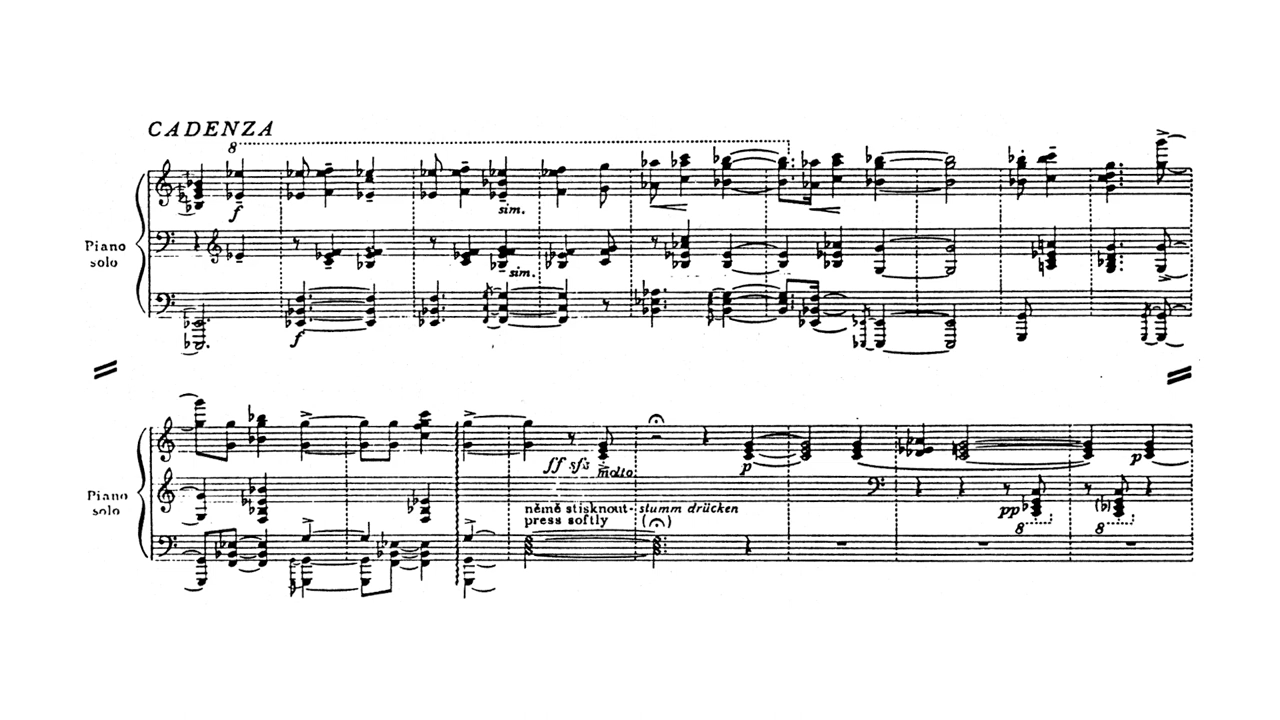 CADENZA
8
f
sim.
Piano
solo
sim.
f
ff sfs
molto
p
p
Piano
solo
němě stisknout- stumm drücken
press softly
pp
8
8